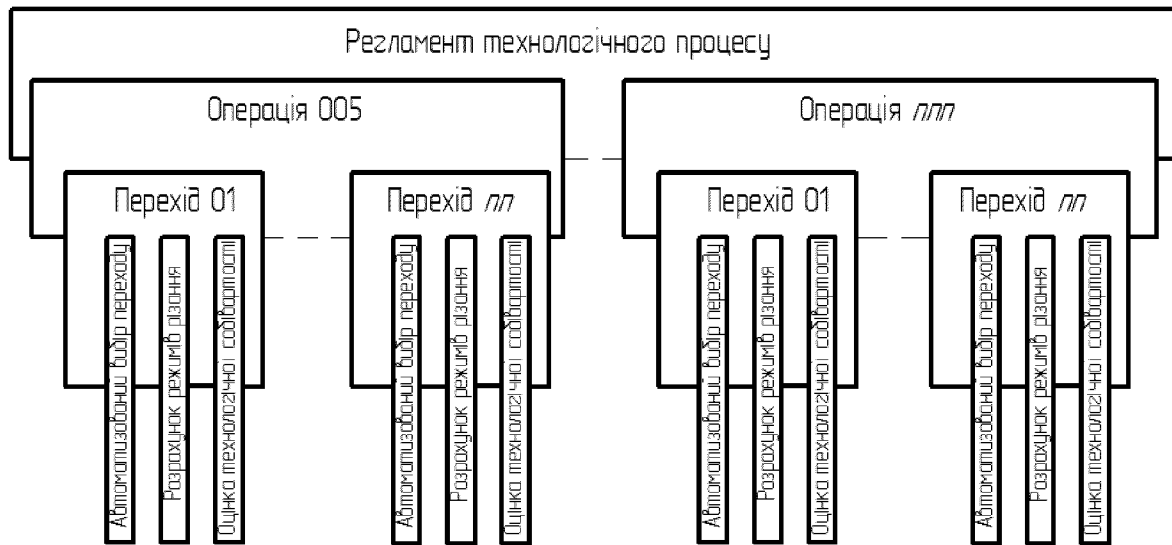 Регламент технологічного процесу
Операція 005
Операція ппп
Перехід 01
Перехід пп
Перехід 01
Перехід пп
Автоматизований вибір переходу
Розрахунок режимів різання
Оцінка технологічної собівартості
Автоматизований вибір переходу
Розрахунок режимів різання
Оцінка технологічної собівартості
Автоматизований вибір переходу
Розрахунок режимів різання
Оцінка технологічної собівартості
Автоматизований вибір переходу
Розрахунок режимів різання
Оцінка технологічної собівартості